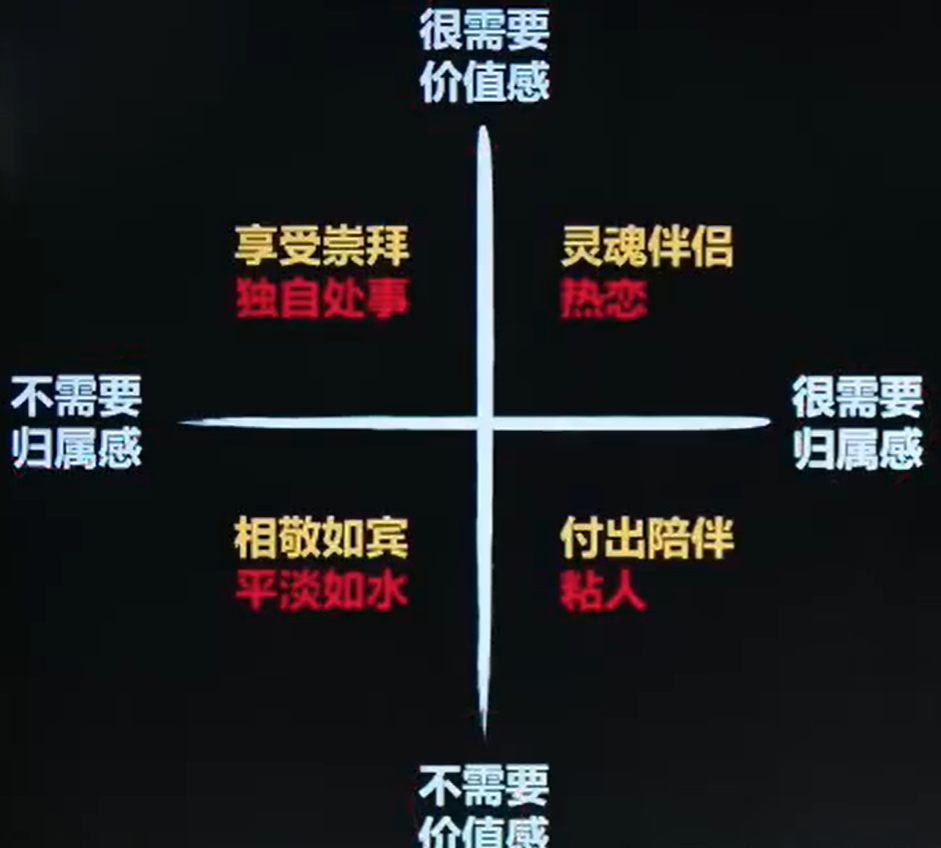 很需要
价值感
享受崇拜
独自处事
灵魂伴侣
热恋
不需要
归属感
很需要
归属感
相敬如宾
平淡如水
付出陪伴
粘人
不需要
价值感